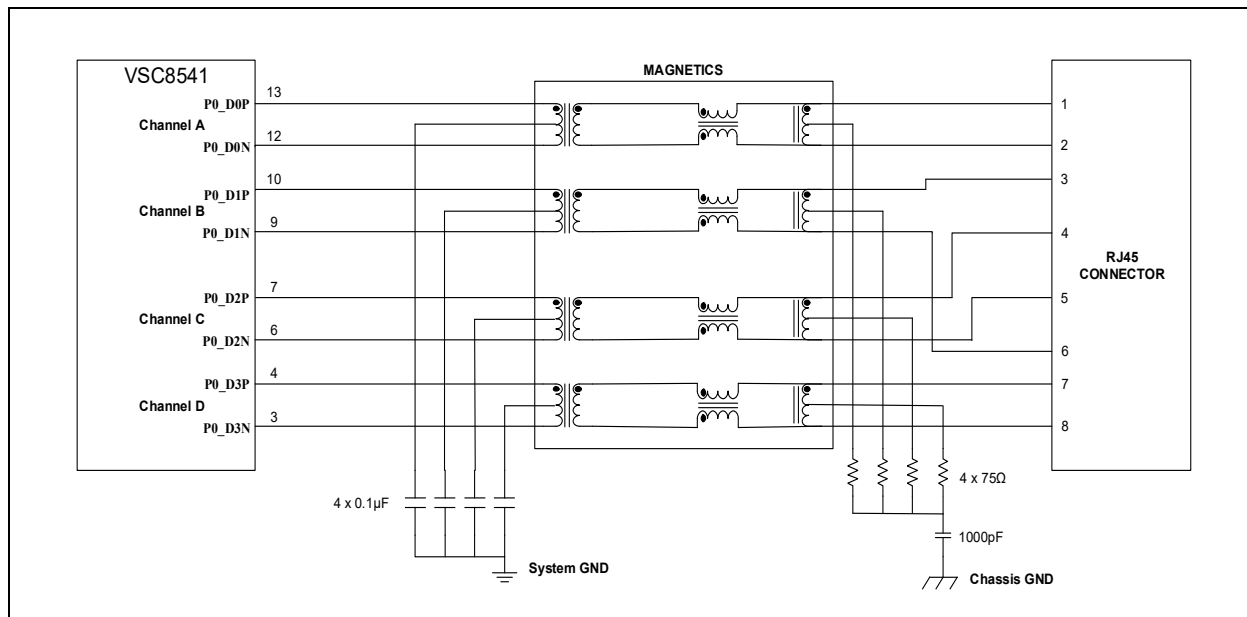 VSC8541
MAGNETICS
13
P0_D0P
1
Channel A
12
P0_D0N
2
10
3
P0_D1P
Channel B
9
P0_D1N
4
RJ45
CONNECTOR
7
P0_D2P
5
Channel C
6
P0_D2N
6
4
P0_D3P
7
Channel D
3
P0_D3N
8
4 x 0.1µF
4 x 75Ω
1000pF
System GND
Chassis GND